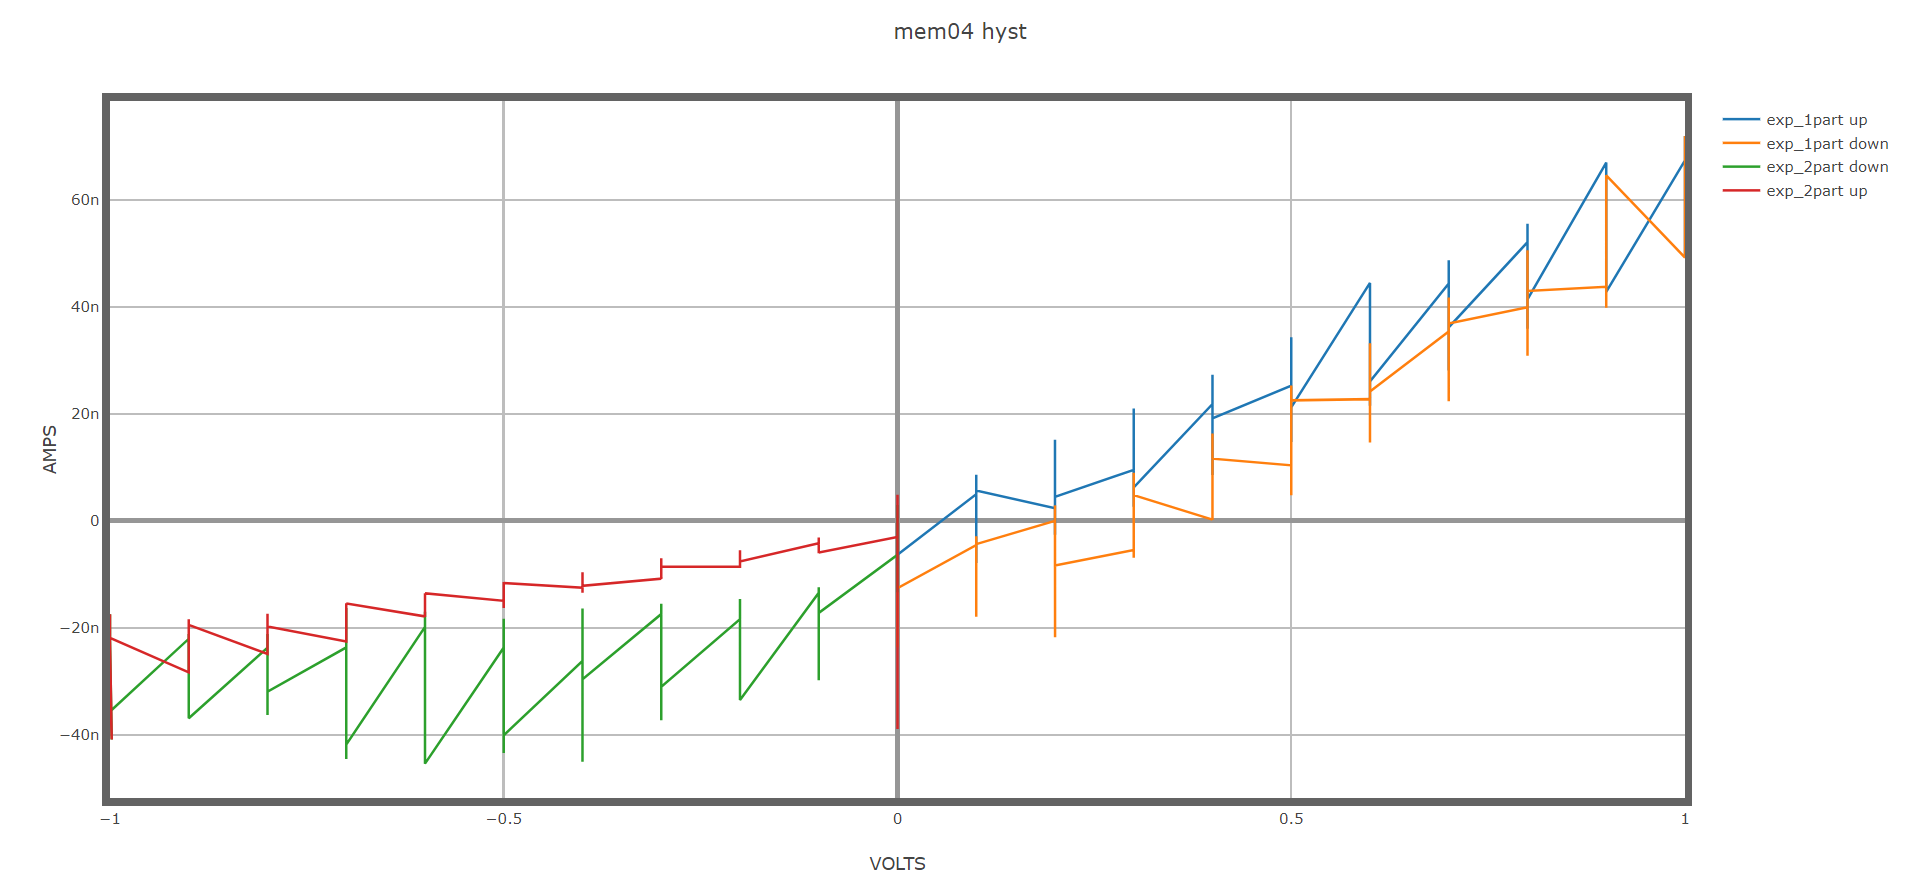 mem04 hyst
exp_1part up
exp_1part down
exp_2part down
exp_2part up
60n
40n
20n
0
−20n
−40n
AMPS
−1
−0.5
0
0.5
1
VOLTS